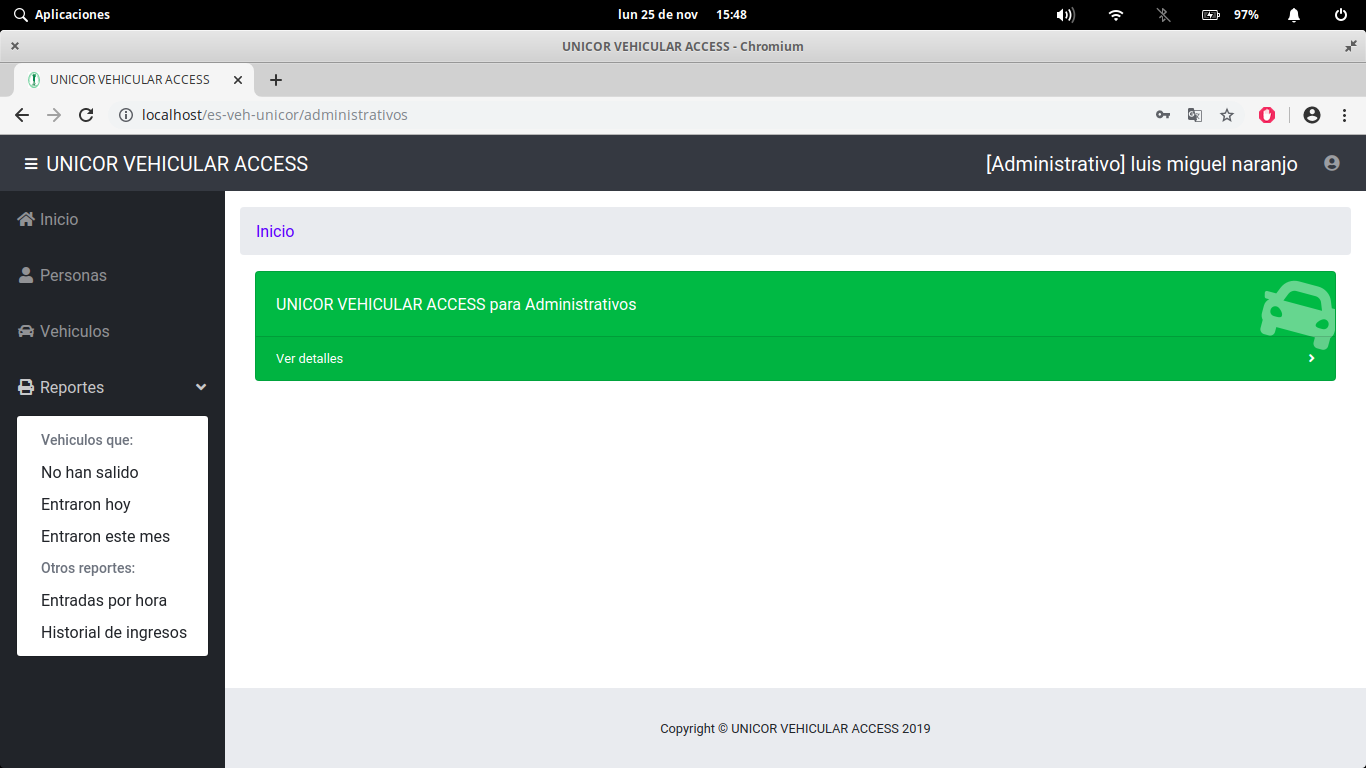 Aplicaciones
lun 25 de nov 15:48
97%
UNICOR VEHICULAR ACCESS - Chromium
UNICOR VEHICULAR ACCESS
localhost/es-veh-unicor/administrativos
UNICOR VEHICULAR ACCESS
[Administrativo] luis miguel naranjo
Inicio
Personas
Vehiculos
Reportes
Vehiculos que:
No han salido
Entraron hoy
Entraron este mes
Otros reportes:
Entradas por hora
Historial de ingresos
Inicio
UNICOR VEHICULAR ACCESS para Administrativos
Ver detalles
Copyright © UNICOR VEHICULAR ACCESS 2019